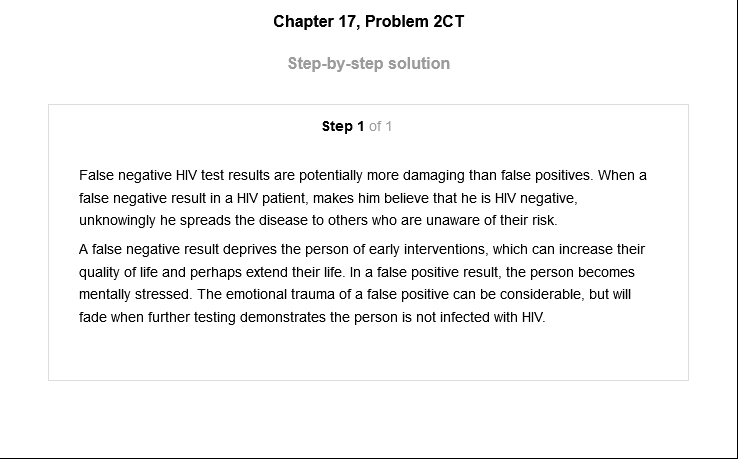 Chapter 17, Problem 2CT
Step-by-step solution
Step 1 of 1
False negative HIV test results are potentially more damaging than false positives. When a
false negative result in a HIV patient, makes him believe that he is HIV negative,
unknowingly he spreads the disease to others who are unaware of their risk.
A false negative result deprives the person of early interventions, which can increase their
quality of life and perhaps extend their life. In a false positive result, the person becomes
mentally stressed. The emotional trauma of a false positive can be considerable, but will
fade when further testing demonstrates the person is not infected with HIV.